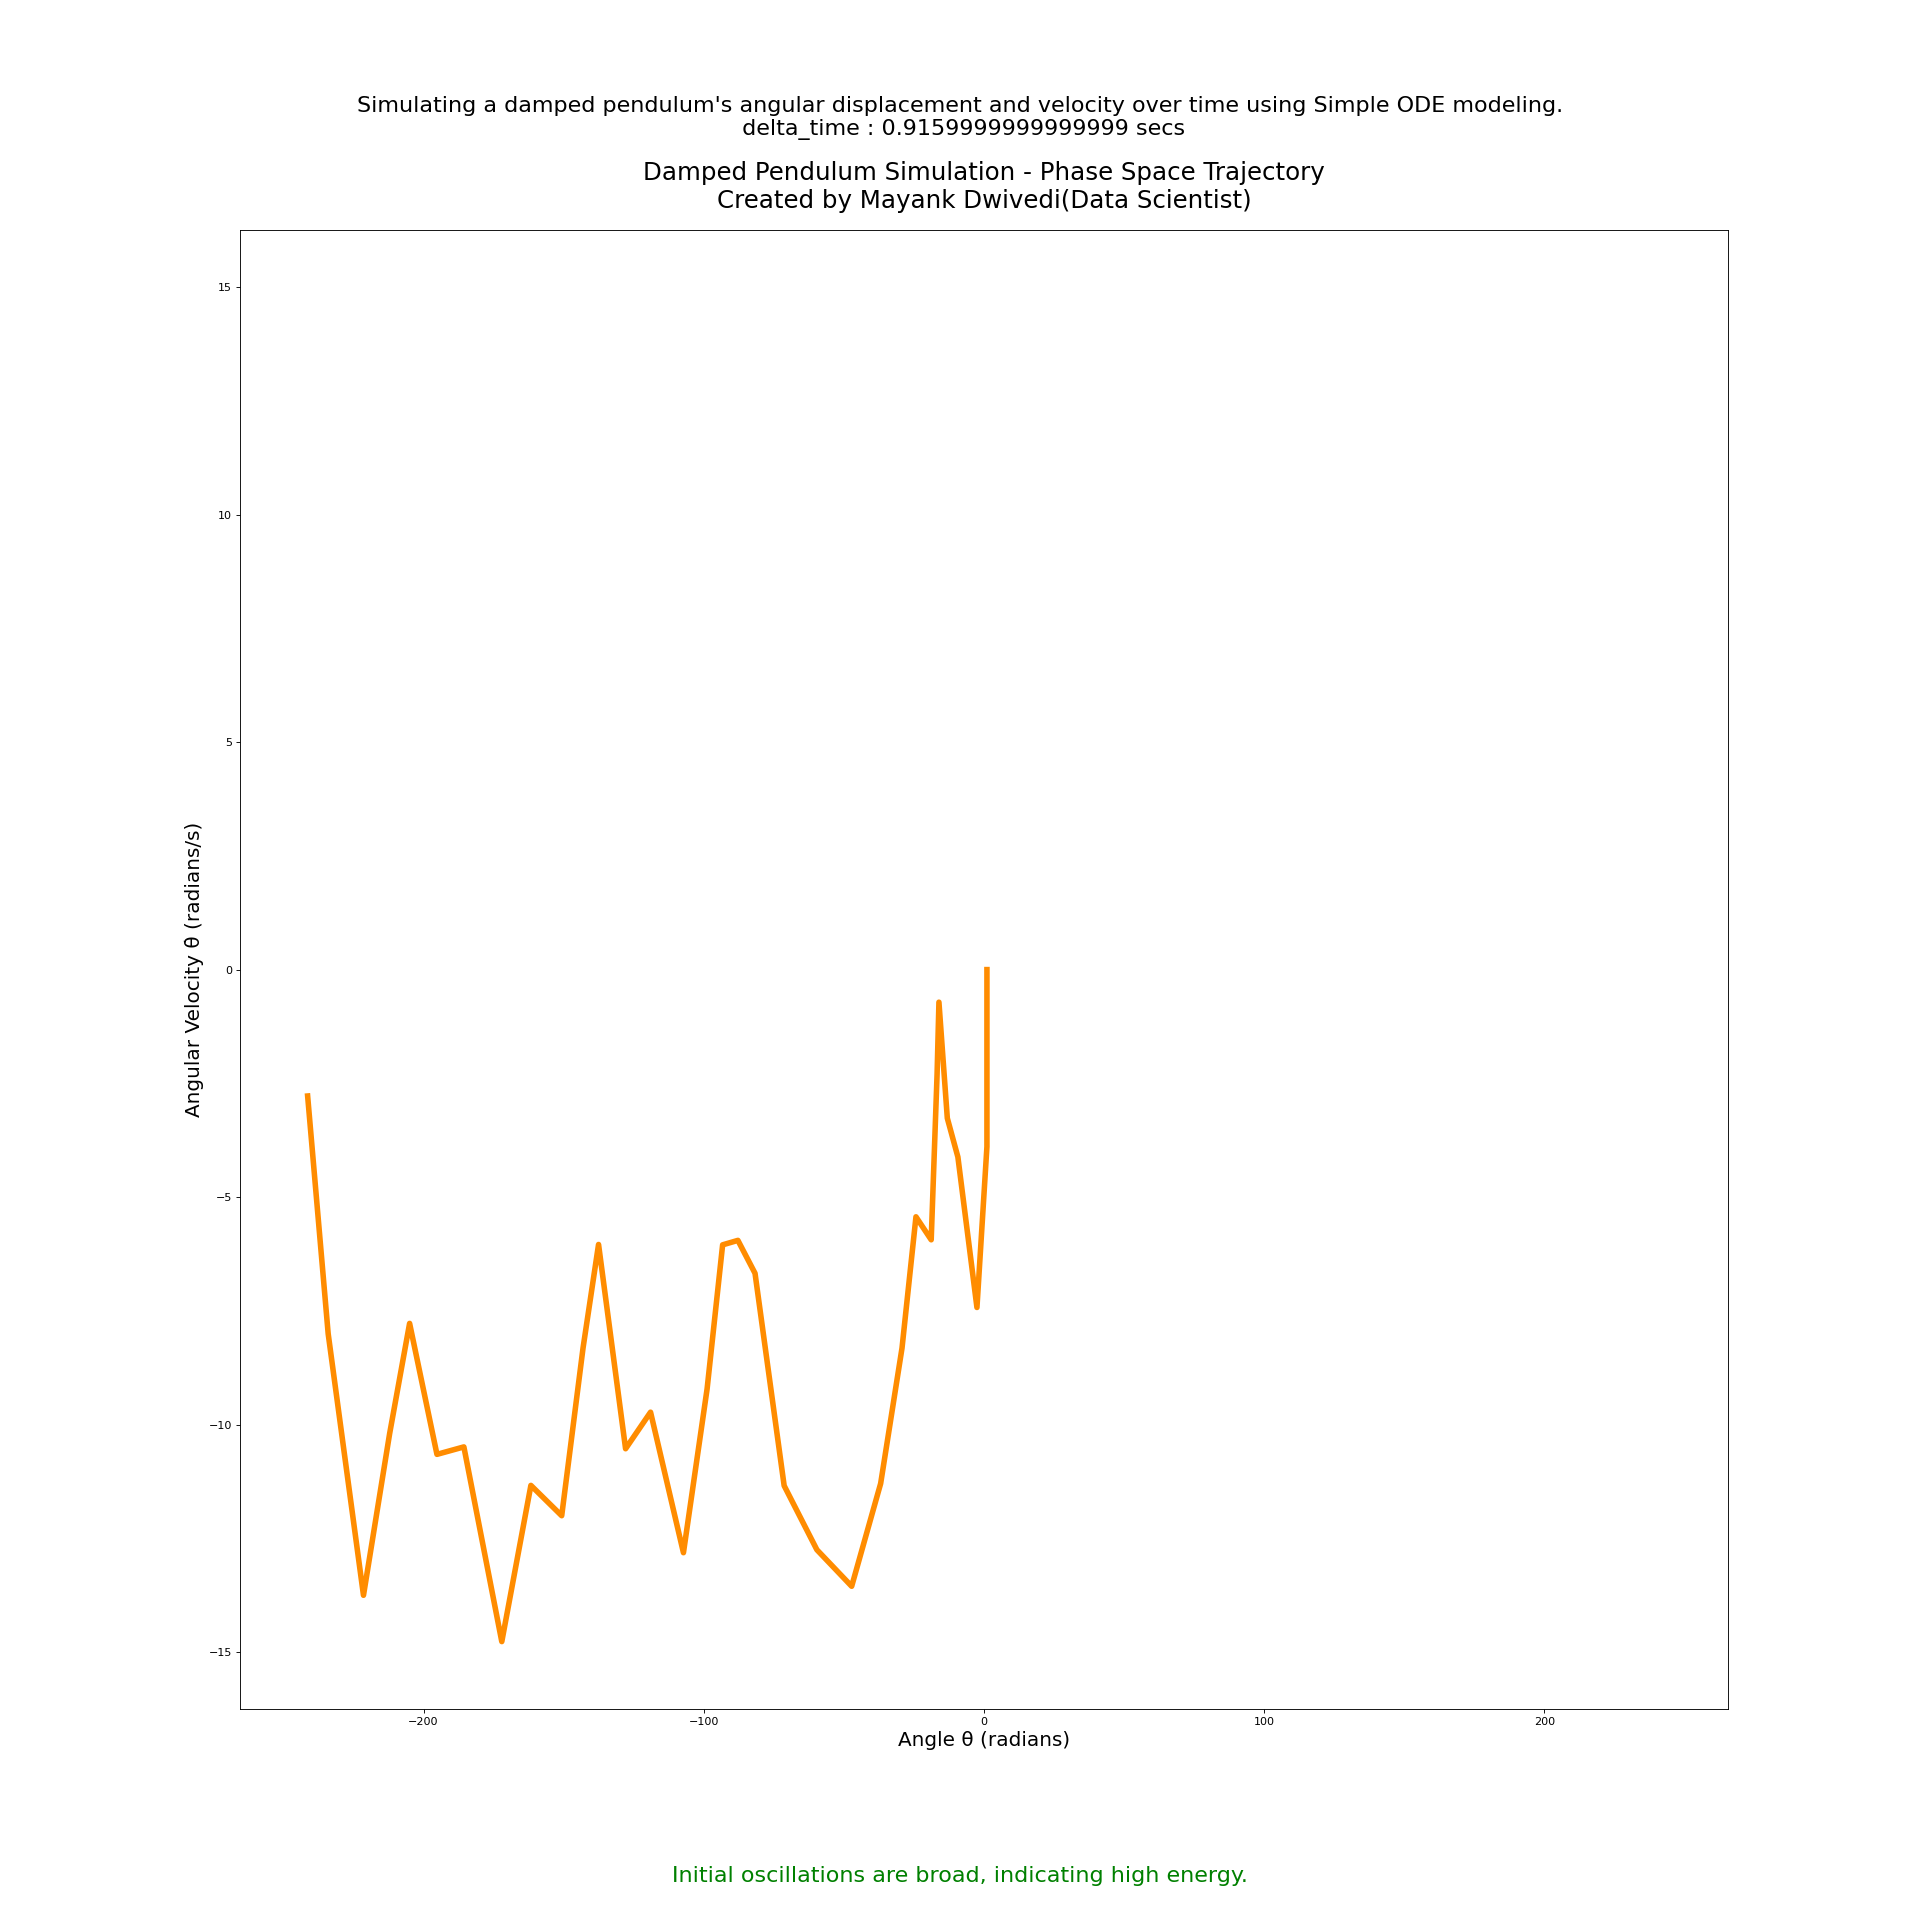 Simulating a damped pendulum's angular displacement and velocity over time using Simple ODE modeling.
delta_time : 0.9159999999999999 secs
Damped Pendulum Simulation - Phase Space Trajectory
Created by Mayank Dwivedi(Data Scientist)
15
10
5
0
−5
−10
−15
Angular Velocity θ̇ (radians/s)
−200
−100
0
100
200
Angle θ (radians)
Initial oscillations are broad, indicating high energy.